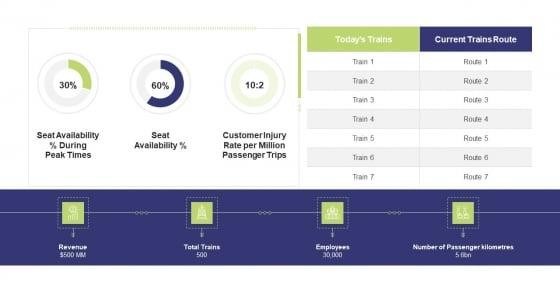 30%
60%
10:2
Seat Availability
% During
Peak Times
Seat
Availability %
Customer Injury
Rate per Million
Passenger Trips
Today's Trains Current Trains Route
Train 1 Route 1
Train 2 Route 2
Train 3 Route 3
Train 4 Route 4
Train 5 Route 5
Train 6 Route 6
Train 7 Route 7
Revenue
$500 MM
Total Trains
500
Employees
30,000
Number of Passenger kilometres
5.6bn